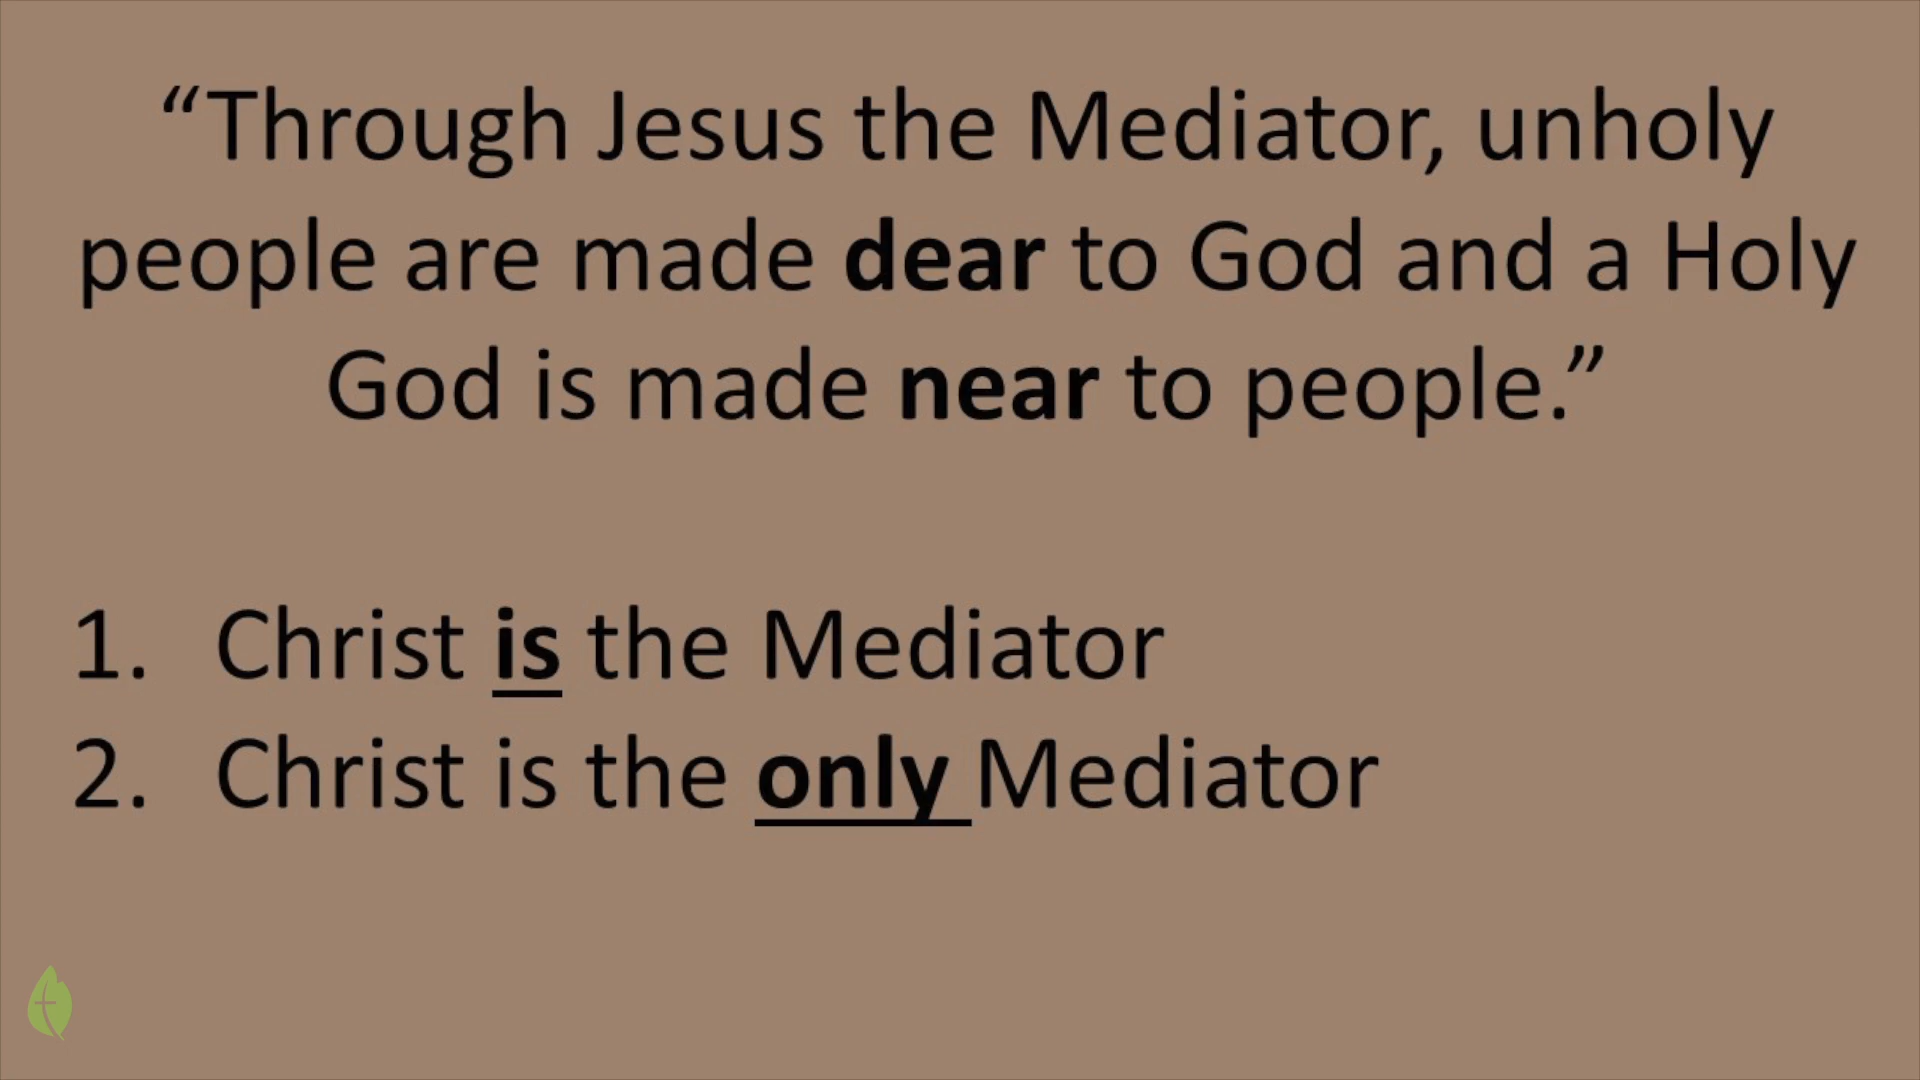 “Through Jesus the Mediator, unholy
people are made dear to God and a Holy
God is made near to people.”
1. Christ is the Mediator
2. Christ is the only Mediator